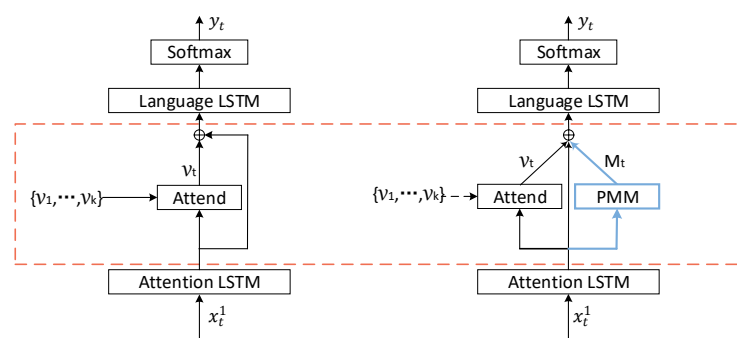 y_t
Softmax
Language LSTM
v_t
{v_1,⋯,v_k}
Attend
Attention LSTM
x_t^1
y_t
Softmax
Language LSTM
v_t
M_t
{v_1,⋯,v_k}
Attend
PMM
Attention LSTM
x_t^1